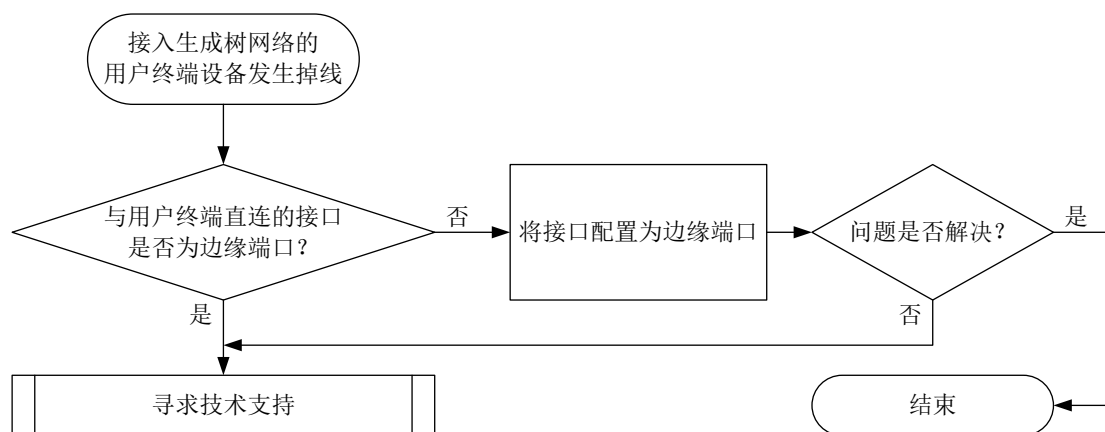 接入生成树网络的
用户终端设备发生掉线
与用户终端直连的接口
是否为边缘端口？
否
将接口配置为边缘端口
问题是否解决？
是
是
否
寻求技术支持
结束